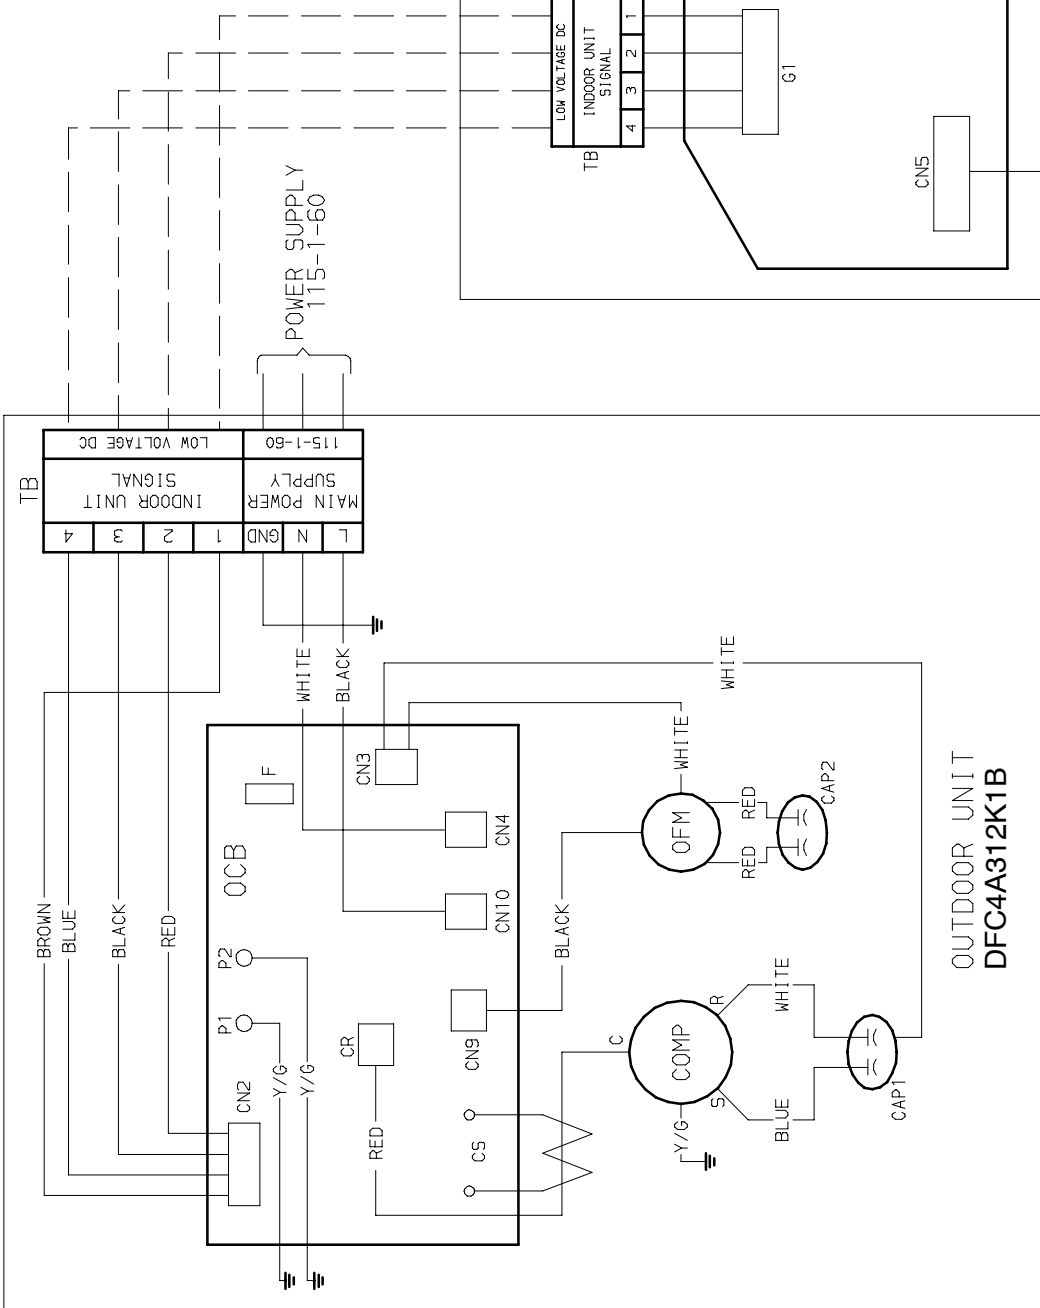 LOW VOLTAGE DC
INDOOR UNIT
SIGNAL
1
2
3
4
TB
G1
CN5
POWER SUPPLY
115-1-60
TB
LOW VOLTAGE DC
115-1-60
INDOOR UNIT
SIGNAL
MAIN POWER
SUPPLY
4
3
2
1
GND
N
L
WHITE
BLACK
WHITE
BROWN
BLUE
BLACK
RED
OCB
F
CN3
CN4
CN10
P2
P1
CR
CN9
CN2
Y/G
Y/G
RED
CS
WHITE
OFM
RED
RED
CAP2
BLACK
C
COMP
R
S
WHITE
BLUE
Y/G
CAP1
OUTDOOR UNIT
DFC4A312K1B